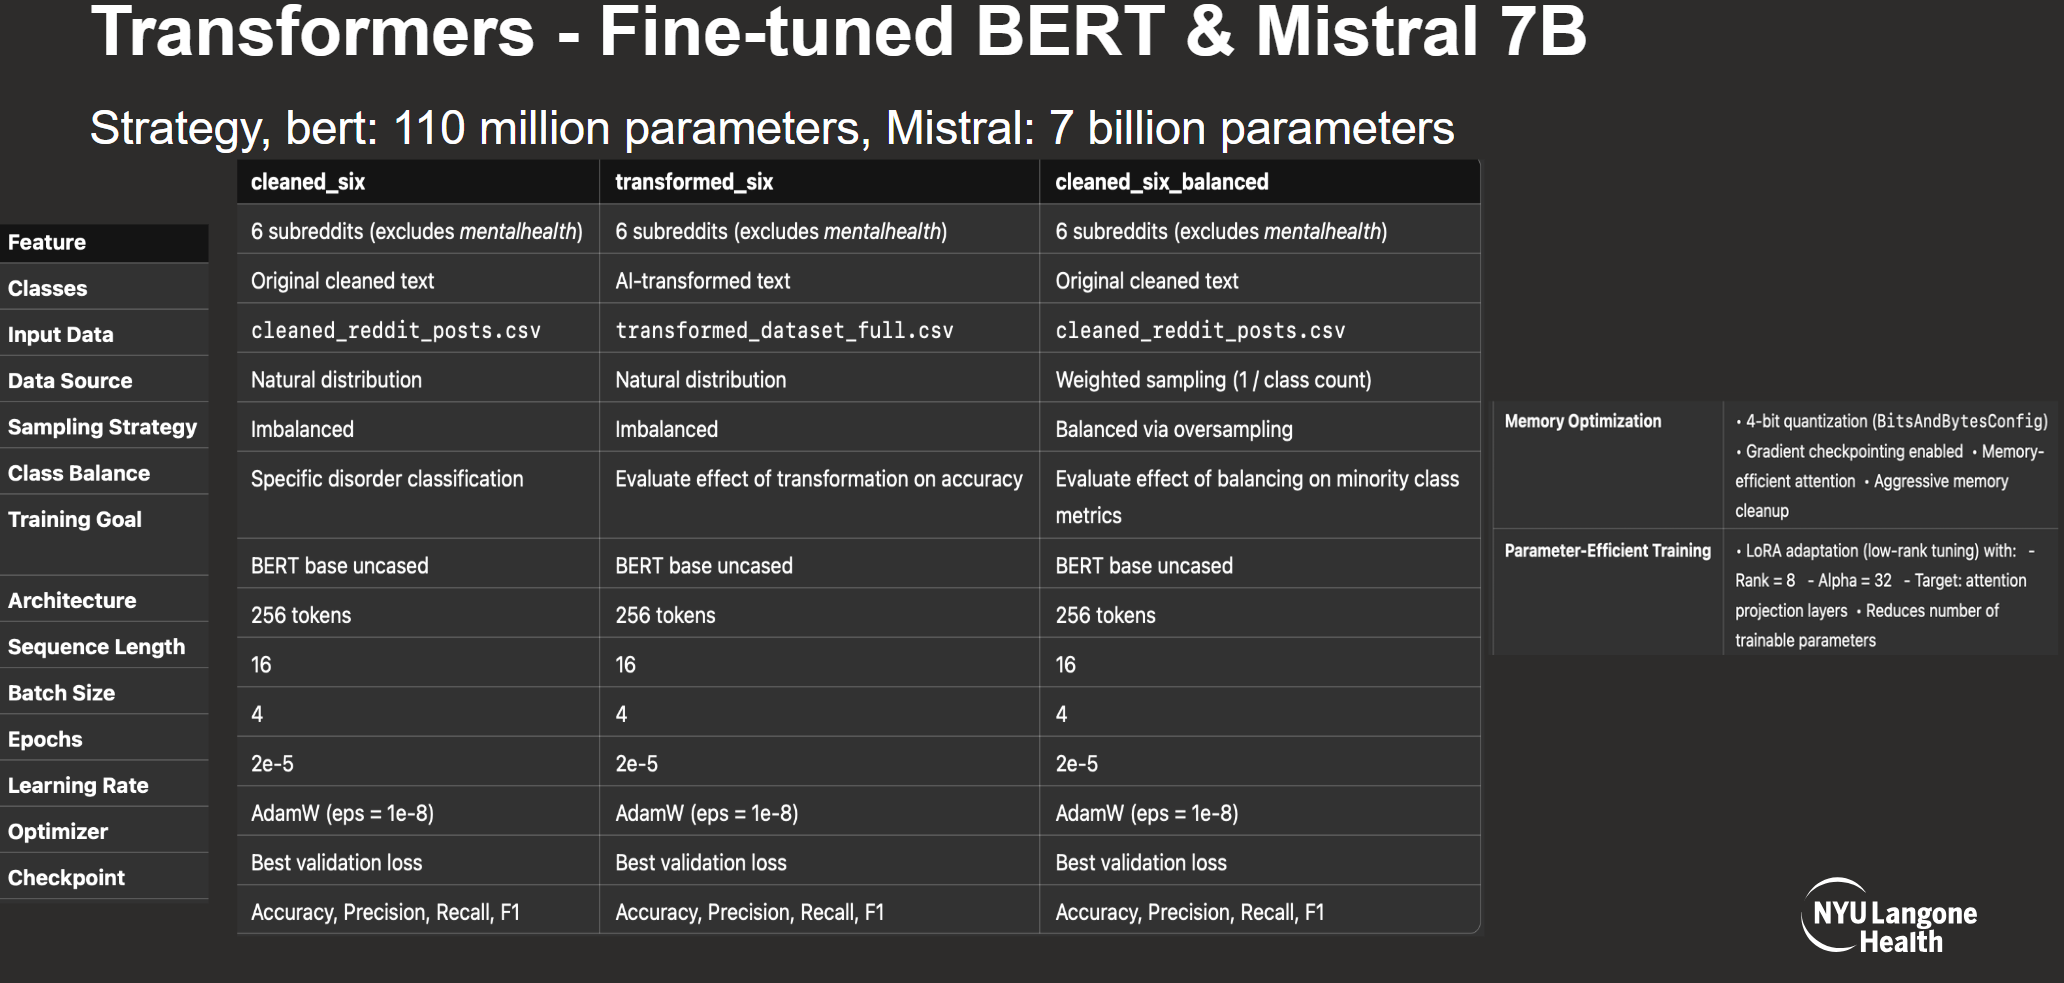 Transformers - Fine-tuned BERT & Mistral 7B
Strategy, bert: 110 million parameters, Mistral: 7 billion parameters
Feature
Classes
Input Data
Data Source
Sampling Strategy
Class Balance
Training Goal
Architecture
Sequence Length
Batch Size
Epochs
Learning Rate
Optimizer
Checkpoint
cleaned_six transformed_six cleaned_six_balanced
6 subreddits (excludes mentalhealth) 6 subreddits (excludes mentalhealth) 6 subreddits (excludes mentalhealth)
Original cleaned text AI-transformed text Original cleaned text
cleaned_reddit_posts.csv transformed_dataset_full.csv cleaned_reddit_posts.csv
Natural distribution Natural distribution Weighted sampling (1 / class count)
Imbalanced Imbalanced Balanced via oversampling
Specific disorder classification Evaluate effect of transformation on accuracy Evaluate effect of balancing on minority class
metrics
BERT base uncased BERT base uncased BERT base uncased
256 tokens 256 tokens 256 tokens
16 16 16
4 4 4
2e-5 2e-5 2e-5
AdamW (eps = 1e-8) AdamW (eps = 1e-8) AdamW (eps = 1e-8)
Best validation loss Best validation loss Best validation loss
Accuracy, Precision, Recall, F1 Accuracy, Precision, Recall, F1 Accuracy, Precision, Recall, F1
Memory Optimization • 4-bit quantization (BitsAndBytesConfig)
• Gradient checkpointing enabled • Memory-
efficient attention • Aggressive memory
cleanup
Parameter-Efficient Training • LoRA adaptation (low-rank tuning) with: -
Rank = 8 - Alpha = 32 - Target: attention
projection layers • Reduces number of
trainable parameters
NYU Langone
Health